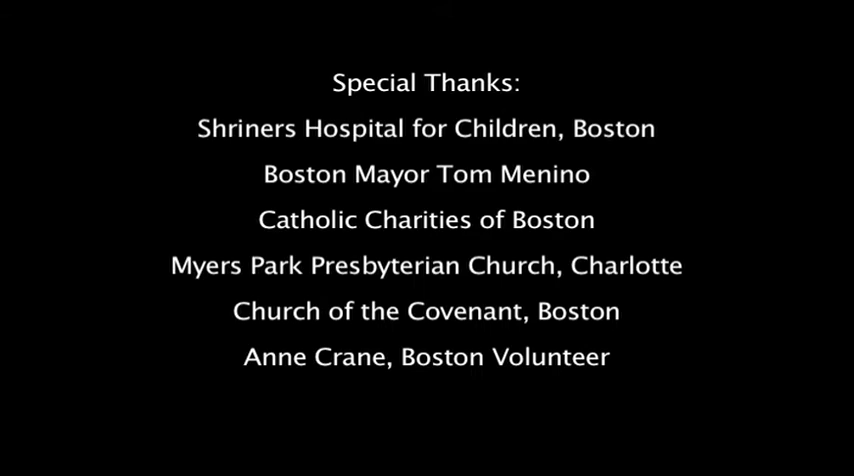 Special Thanks:
Shriners Hospital for Children, Boston
Boston Mayor Tom Menino
Catholic Charities of Boston
Myers Park Presbyterian Church, Charlotte
Church of the Covenant, Boston
Anne Crane, Boston Volunteer